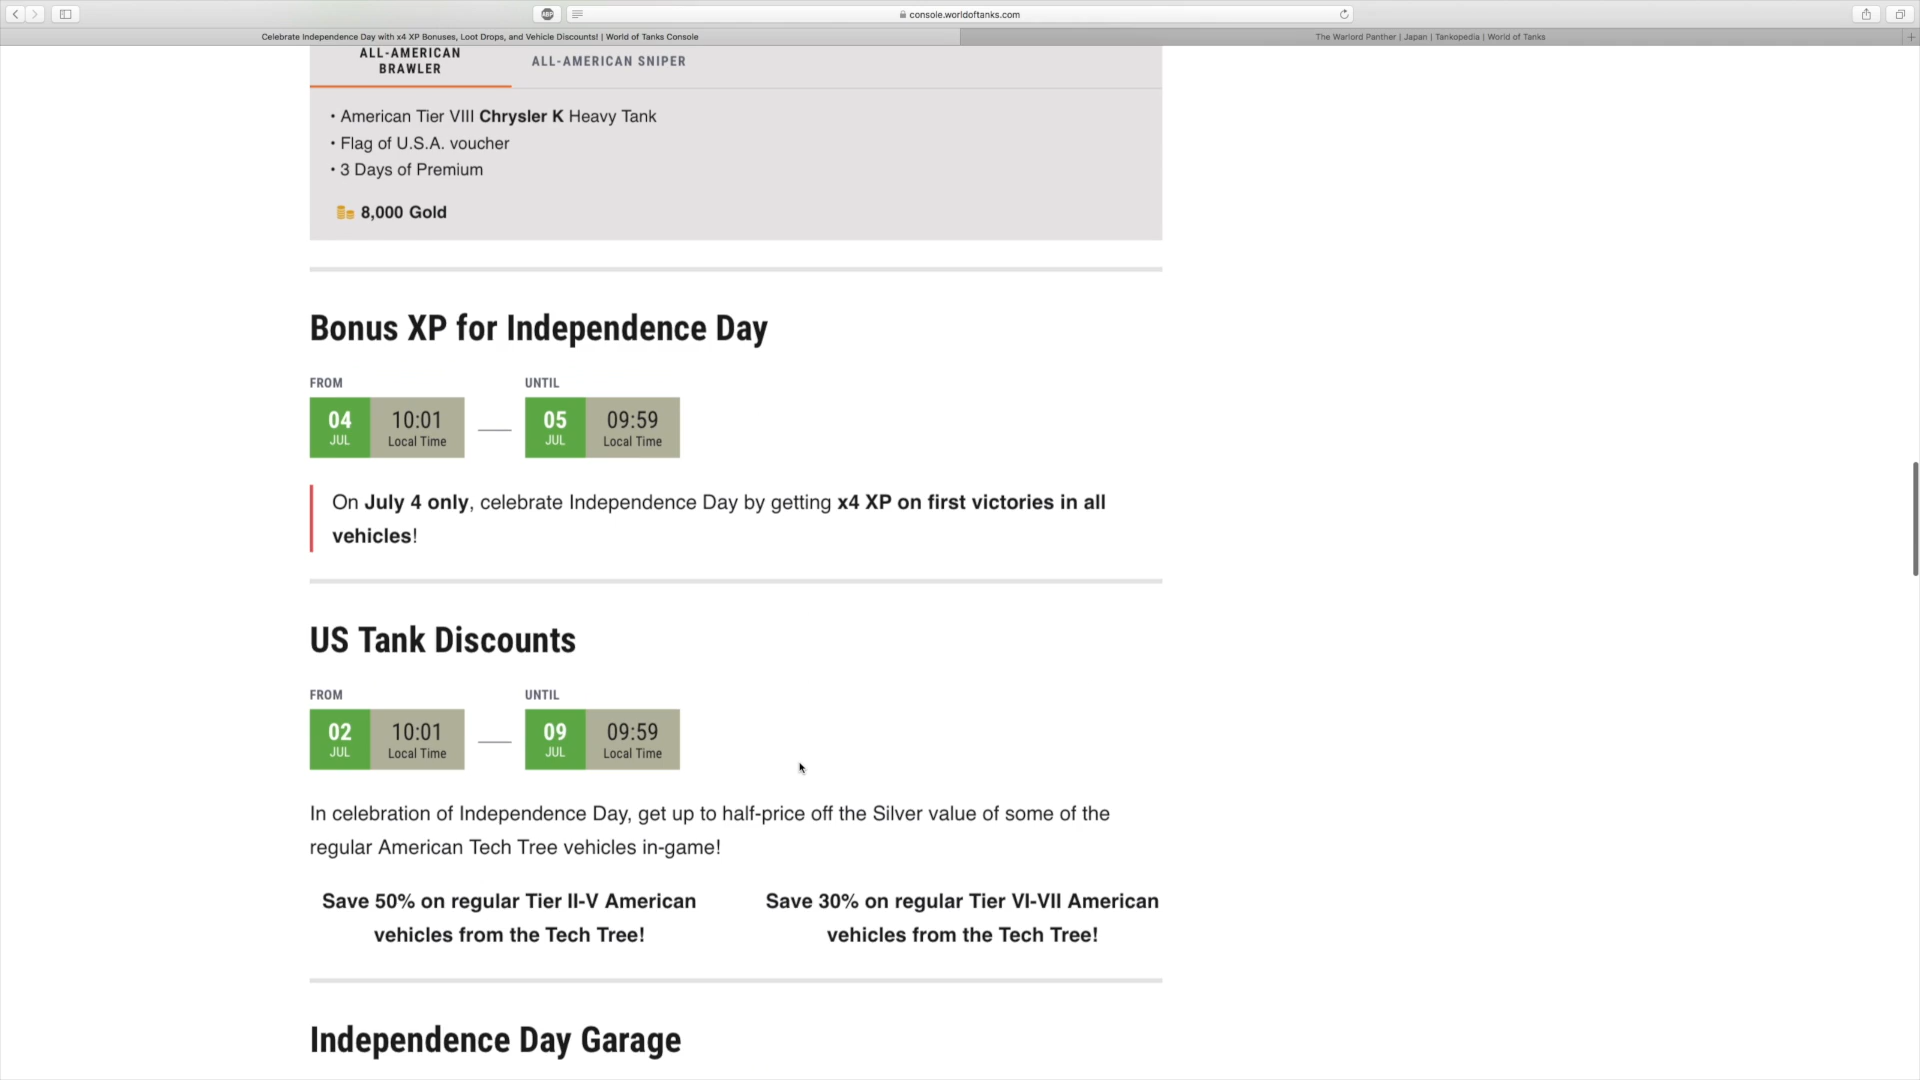 console.worldoftanks.com
Celebrate Independence Day with x4 XP Bonuses, Loot Drops, and Vehicle Discounts! | World of Tanks Console
The Warlord Panther | Japan | Tankopedia | World of Tanks
ALL-AMERICAN
BRAWLER
ALL-AMERICAN SNIPER
• American Tier VIII Chrysler K Heavy Tank
• Flag of U.S.A. voucher
• 3 Days of Premium
8,000 Gold
Bonus XP for Independence Day
FROM
UNTIL
04
JUL
10:01
Local Time
05
JUL
09:59
Local Time
On July 4 only, celebrate Independence Day by getting x4 XP on first victories in all
vehicles!
US Tank Discounts
FROM
UNTIL
02
JUL
10:01
Local Time
09
JUL
09:59
Local Time
In celebration of Independence Day, get up to half-price off the Silver value of some of the
regular American Tech Tree vehicles in-game!
Save 50% on regular Tier II-V American
vehicles from the Tech Tree!
Save 30% on regular Tier VI-VII American
vehicles from the Tech Tree!
Independence Day Garage